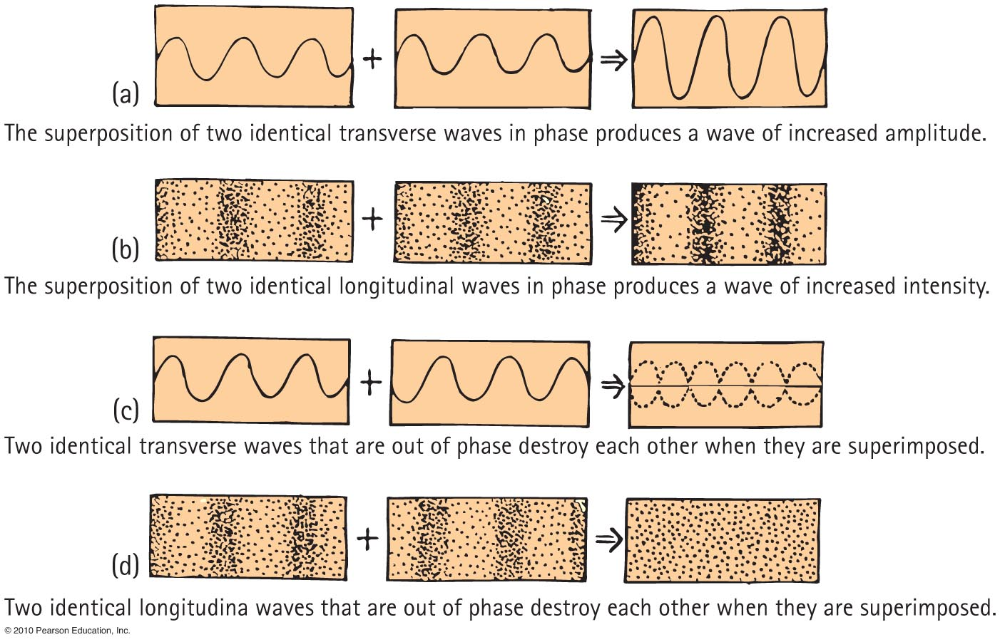 (a)
The superposition of two identical transverse waves in phase produces a wave of increased amplitude.
(b)
The superposition of two identical longitudinal waves in phase produces a wave of increased intensity.
(c)
Two identical transverse waves that are out of phase destroy each other when they are superimposed.
(d)
Two identical longitudina waves that are out of phase destroy each other when they are superimposed.
© 2010 Pearson Education, Inc.